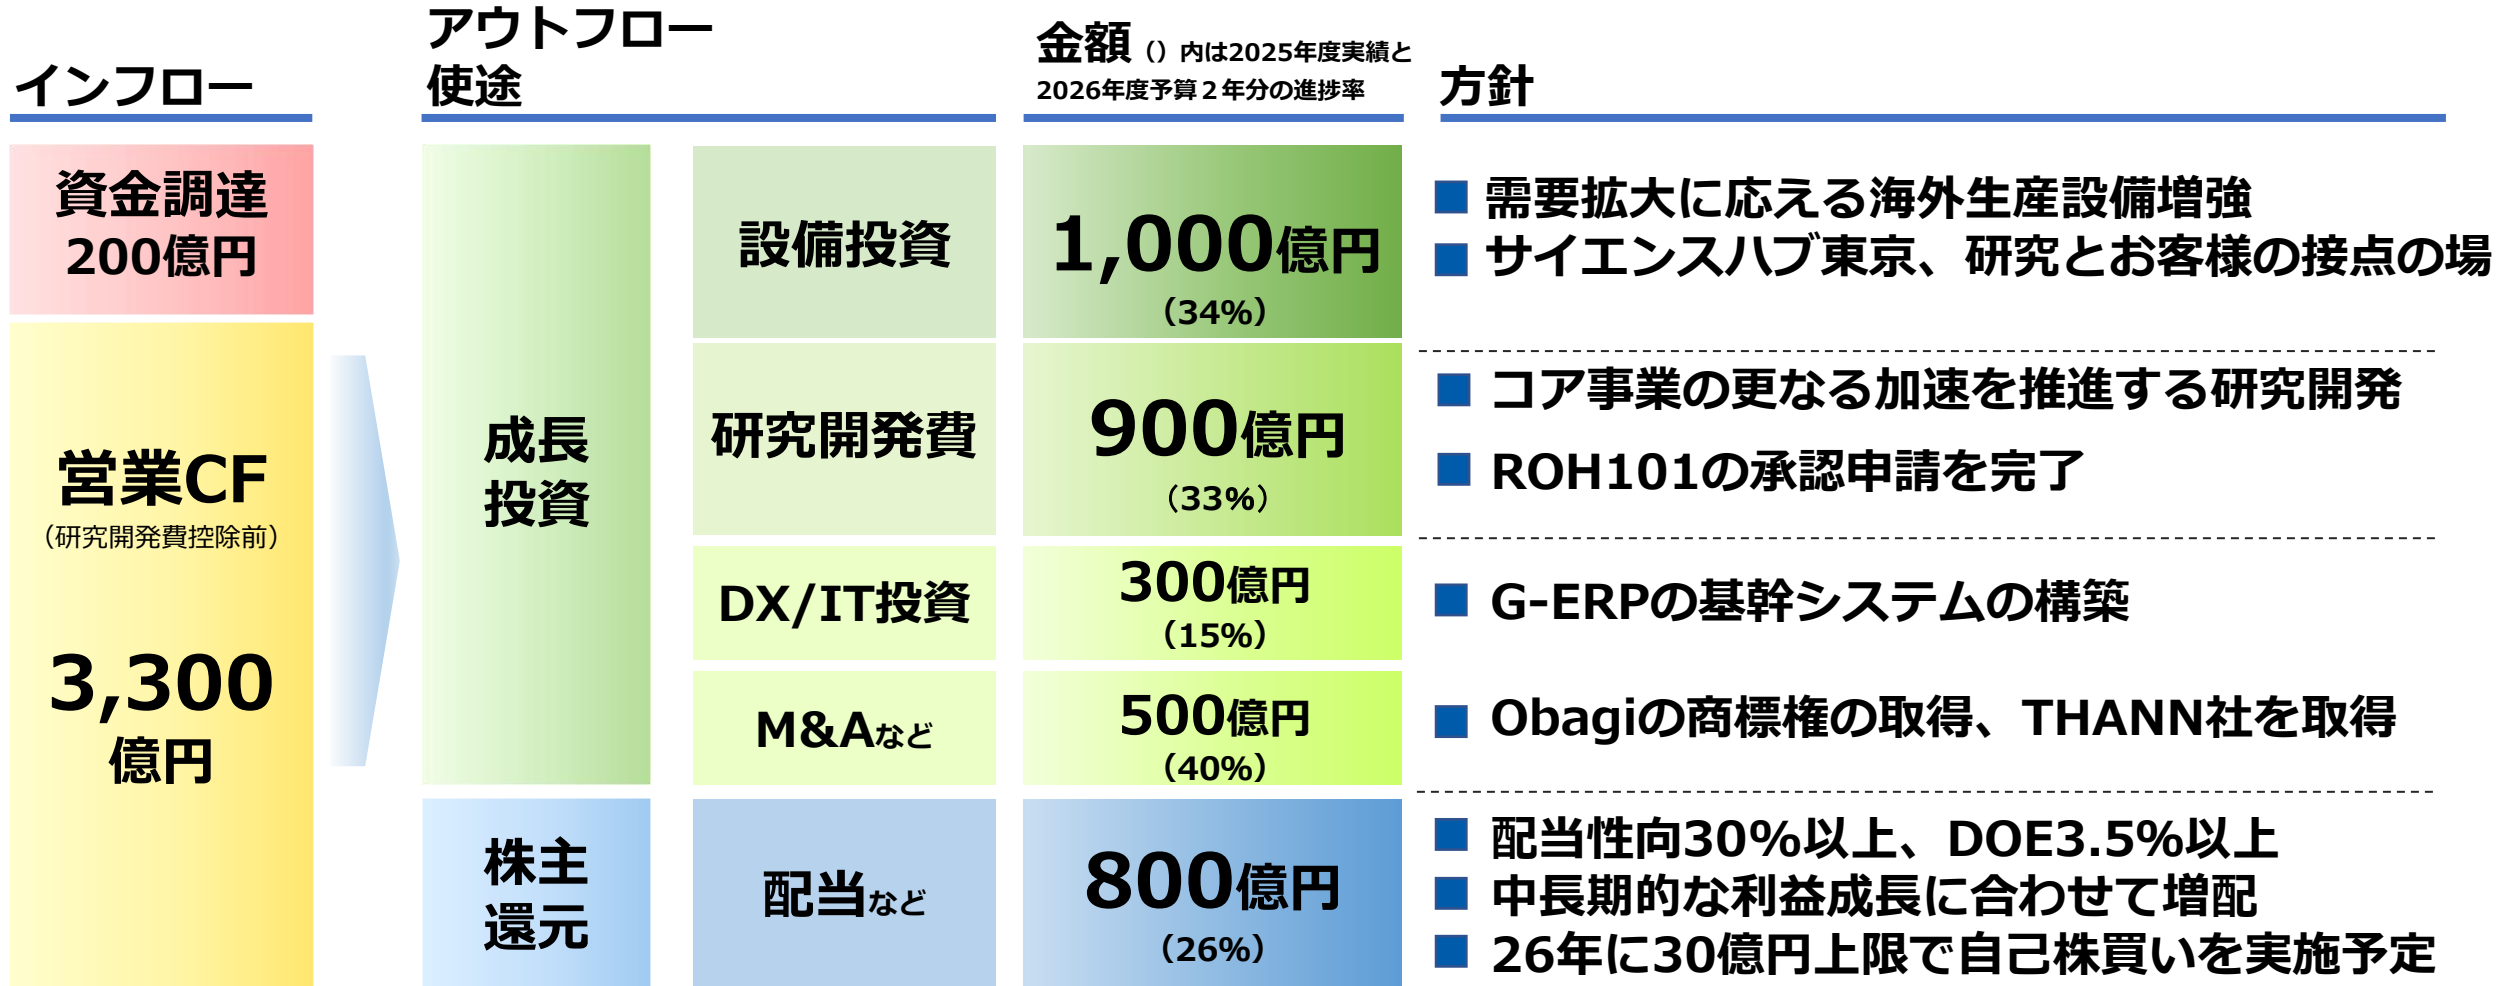 インフロー
アウトフロー
使途
金額（）内は2025年度実績と
2026年度予算２年分の進捗率
方針
資金調達
200億円
営業CF
（研究開発費控除前）
3,300
億円
成長
投資
設備投資
1,000億円
（34%）
■ 需要拡大に応える海外生産設備増強
■ サイエンスハブ東京、研究とお客様の接点の場
研究開発費
900億円
（33%）
■ コア事業の更なる加速を推進する研究開発
■ ROH101の承認申請を完了
DX/IT投資
300億円
（15%）
■ G-ERPの基幹システムの構築
M&Aなど
500億円
（40%）
■ Obagiの商標権の取得、THANN社を取得
株主
還元
配当など
800億円
（26%）
■ 配当性向30%以上、DOE3.5%以上
■ 中長期的な利益成長に合わせて増配
■ 26年に30億円上限で自己株買いを実施予定